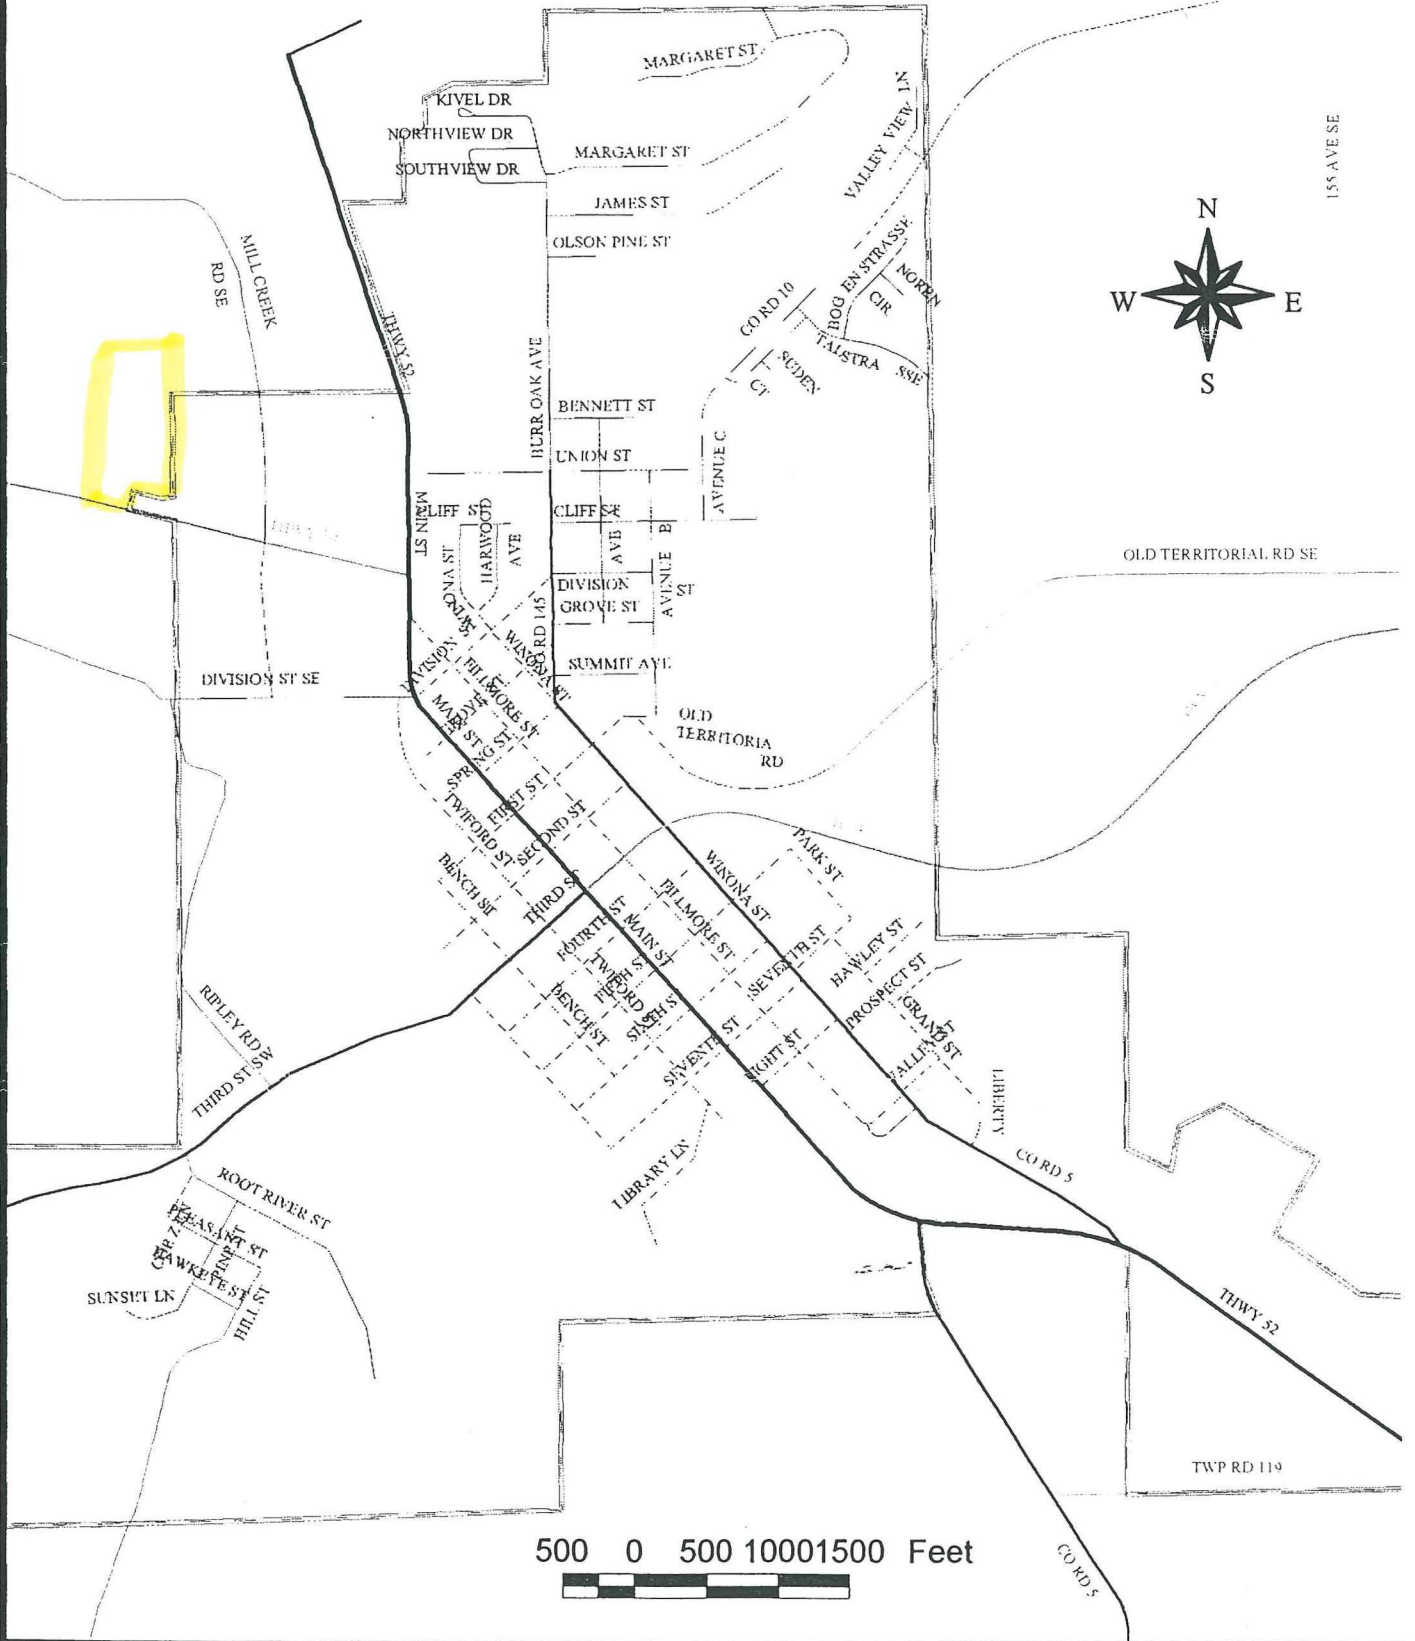 MARGARET ST
KIVEL DR
NORTHVIEW DR
SOUTHVIEW DR
MARGARET ST
JAMES ST
OLSON PINE ST
VALLEY VIEW LN
155 AVE SE
N
W E
S
MILL CREEK
RD SE
THWY 52
BOG EN STRASSE
NOREN
CIR
CO RD 10
TALSTRA SSE
SUDEN
CT
BURR OAK AVE
BENNETT ST
UNION ST
AVENUE C
MAIN ST
CLIFF ST
CLIFF ST
HARWOOD
AVE
AVENUE B
DIVISION
ST
GROVE ST
WINONA ST
CO RD 145
OLD TERRITORIAL RD SE
DIVISION ST SE
DIVISION
WINONA ST
SUMMIT AVE
FILLMORE ST
MAIN ST
SPRING ST
OLD
TERRITORIA
RD
FIRST ST
TWIFORD ST
SECOND ST
BENCH ST
THIRD S
WINONA ST
PARK ST
FILLMORE ST
FOURTH ST
MAIN ST
BENCH ST
SIXTH ST
SEVENTH ST
SEVENTH ST
EIGHT ST
HAWLEY ST
PROSPECT ST
GRAND ST
VALLEY ST
LIBERTY
RIPLEY RD
THIRD ST SW
LIBRARY LN
CO RD 5
ROOT RIVER ST
PLEASANT ST
PINE ST
HAWKEYE ST
SUNSET LN
HILL ST
THWY 52
TWP RD 119
CO RD 5
500 0 500 10001500 Feet